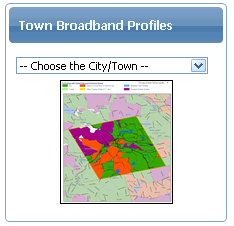 Town Broadband Profiles
-- Choose the City/Town --